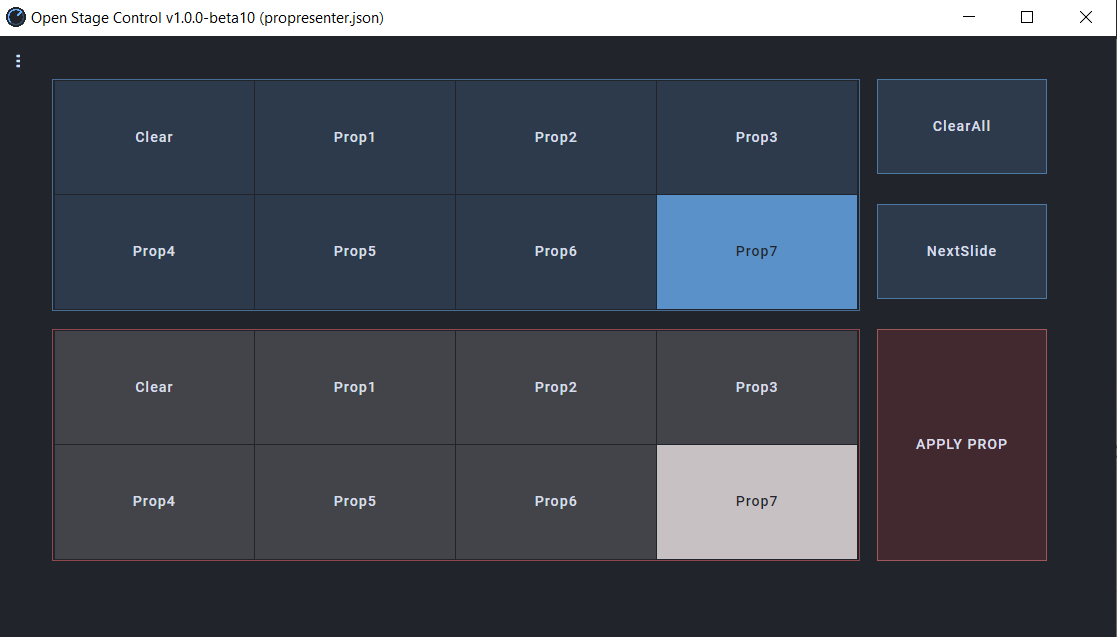 Open Stage Control v1.0.0-beta10 (propresenter.json)
Clear Prop1 Prop2 Prop3
Prop4 Prop5 Prop6 Prop7
ClearAll
NextSlide
Clear Prop1 Prop2 Prop3
Prop4 Prop5 Prop6 Prop7
APPLY PROP